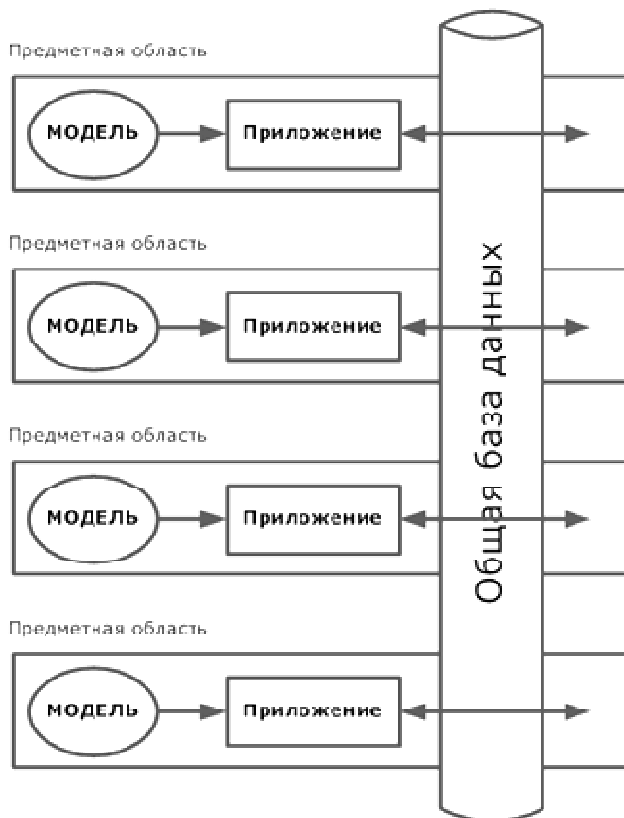 Предметная область
МОДЕЛЬ
Приложение
Предметная область
МОДЕЛЬ
Приложение
Предметная область
МОДЕЛЬ
Приложение
Предметная область
МОДЕЛЬ
Приложение
Общая база данных